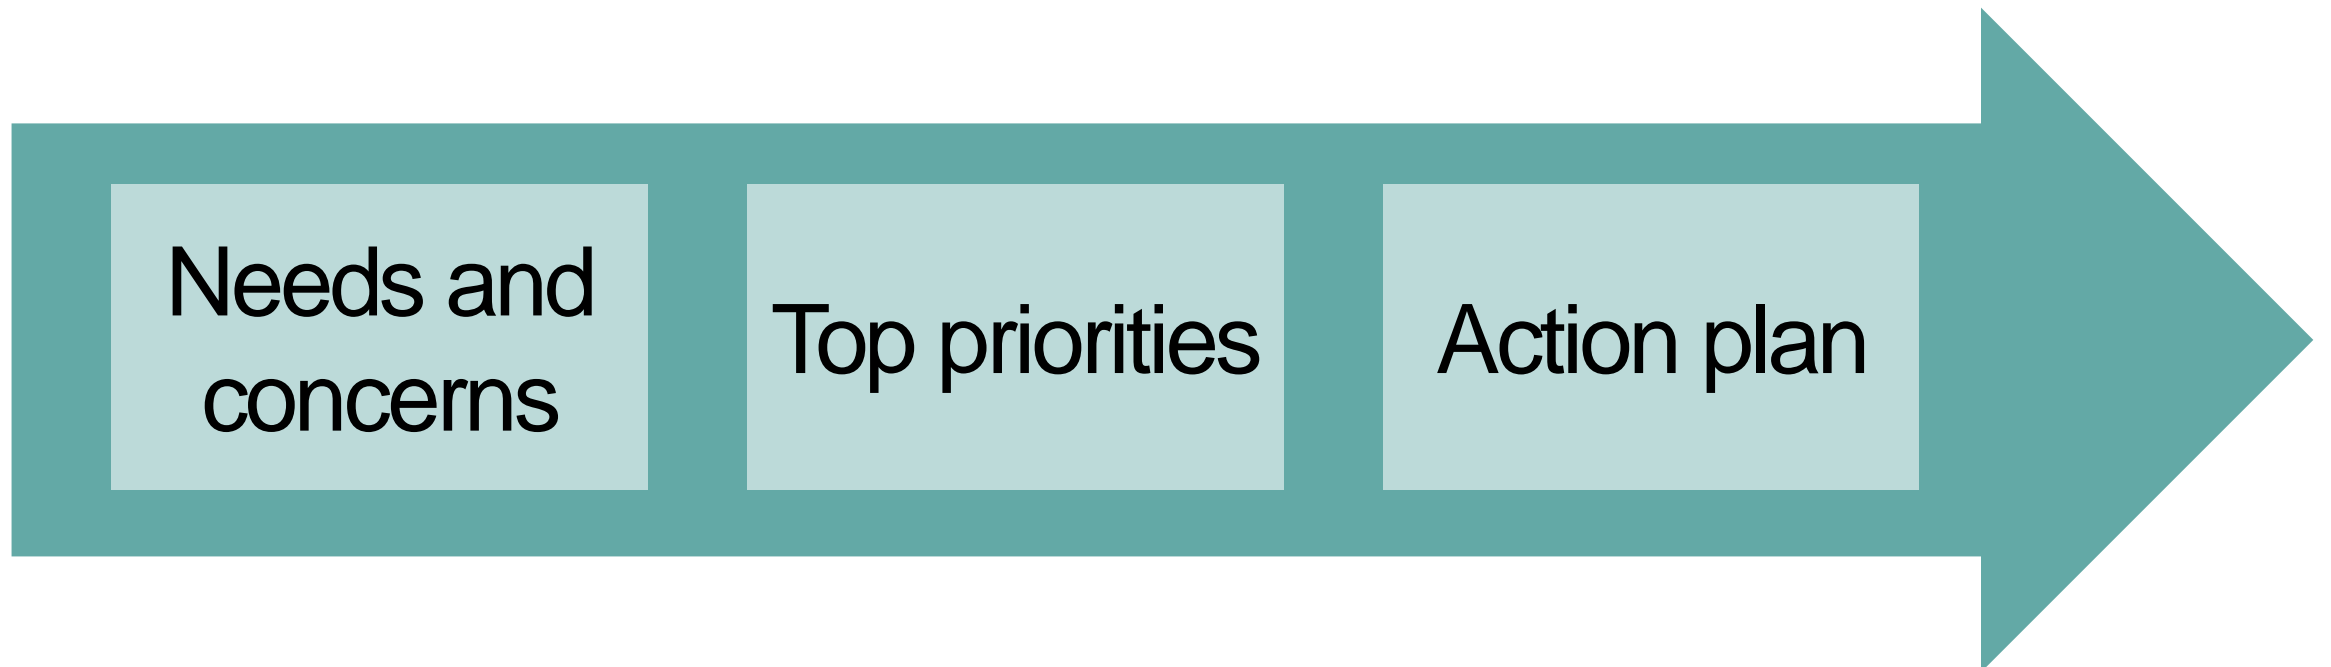 Needs and
concerns
Top priorities
Action plan